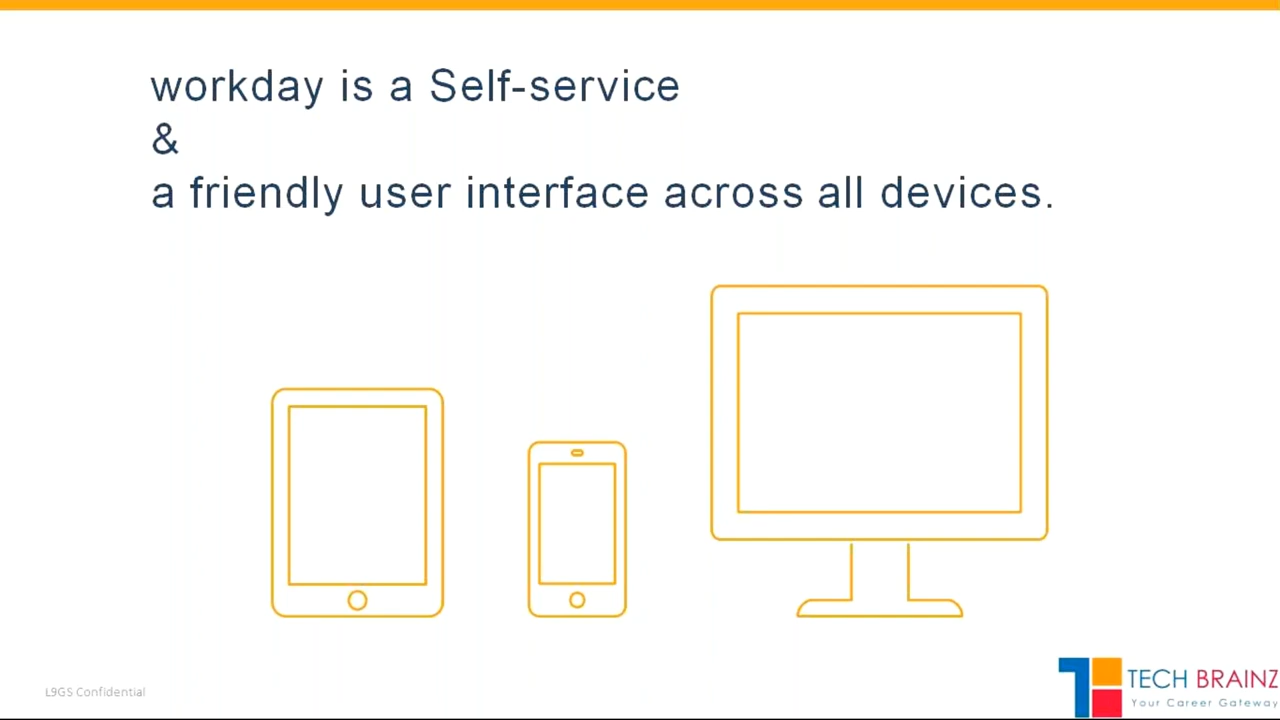 workday is a Self-service
&
a friendly user interface across all devices.
L9GS Confidential
TECH BRAINZ
Your Career Gateway